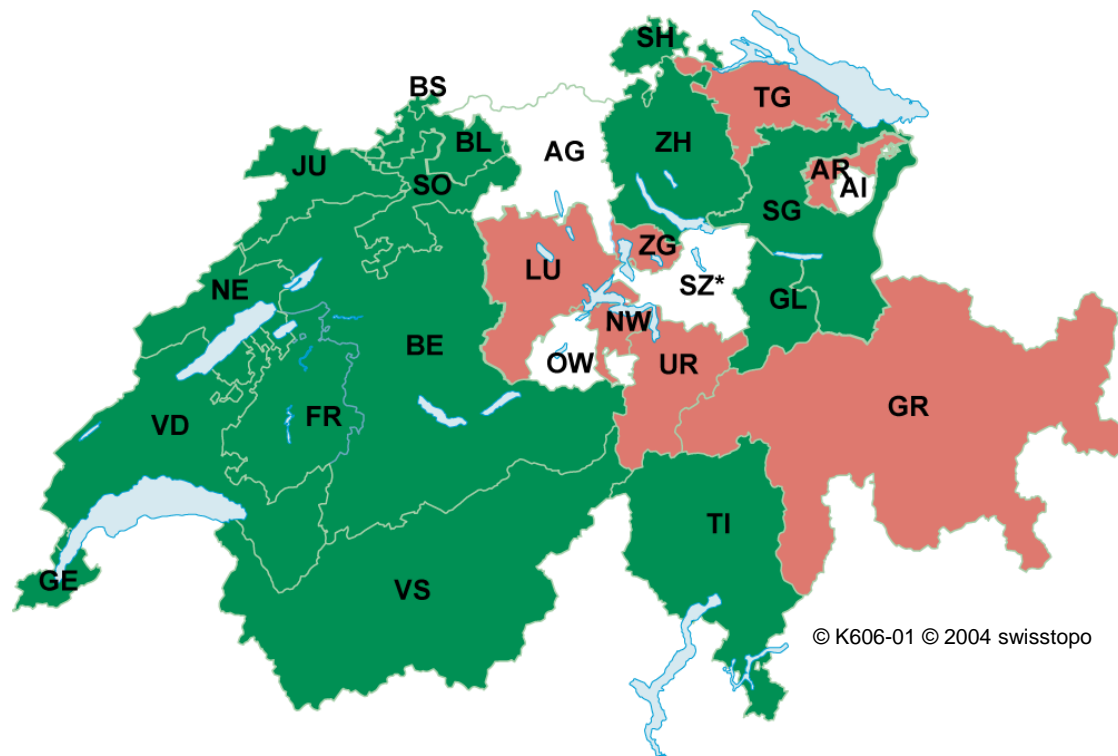 SH
BS
TG
BL
AG
ZH
JU
AR
SO
AI
SG
ZG
LU
NE
SZ*
GL
NW
BE
OW
UR
GR
FR
VD
TI
GE
VS
© K606-01 © 2004 swisstopo